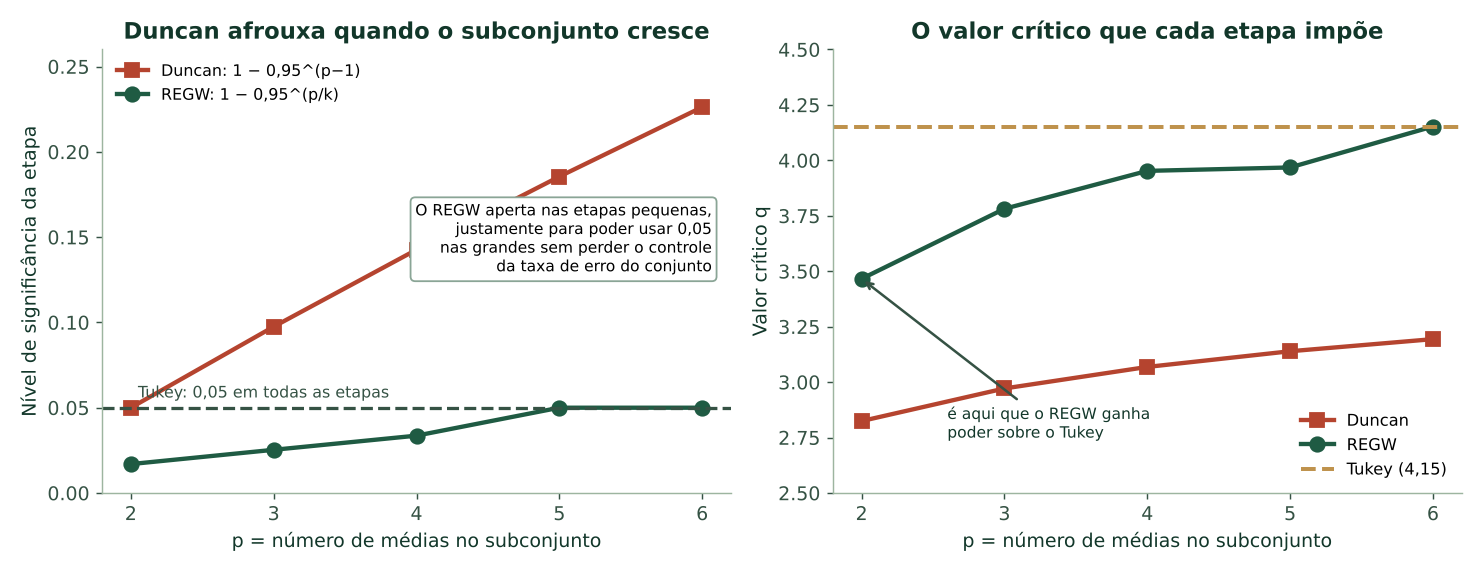 Duncan afrouxa quando o subconjunto cresce
Nível de significância da etapa
0.25
0.20
0.15
0.10
0.05
0.00
Duncan: 1 − 0,95^(p−1)
REGW: 1 − 0,95^(p/k)
O REGW aperta nas etapas pequenas,
justamente para poder usar 0,05
nas grandes sem perder o controle
da taxa de erro do conjunto
Tukey: 0,05 em todas as etapas
2 3 4 5 6
p = número de médias no subconjunto
O valor crítico que cada etapa impõe
Valor crítico q
4.50
4.25
4.00
3.75
3.50
3.25
3.00
2.75
2.50
é aqui que o REGW ganha
poder sobre o Tukey
Duncan
REGW
Tukey (4,15)
2 3 4 5 6
p = número de médias no subconjunto